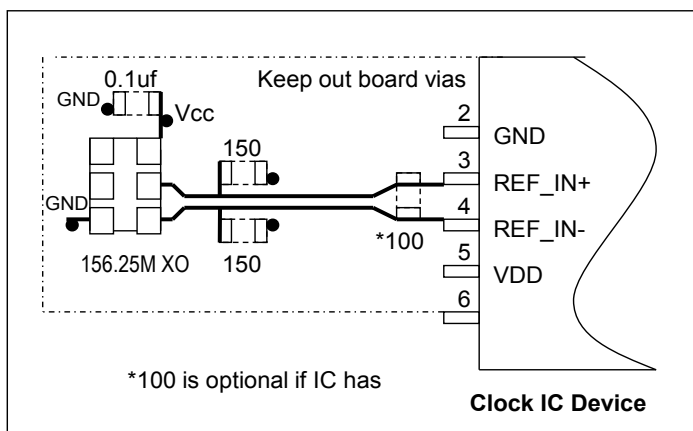 0.1uf
Keep out board vias
GND
Vcc
2
GND
150
3
REF_IN+
GND
4
REF_IN-
*100
150
156.25M XO
5
VDD
6
*100 is optional if IC has
Clock IC Device